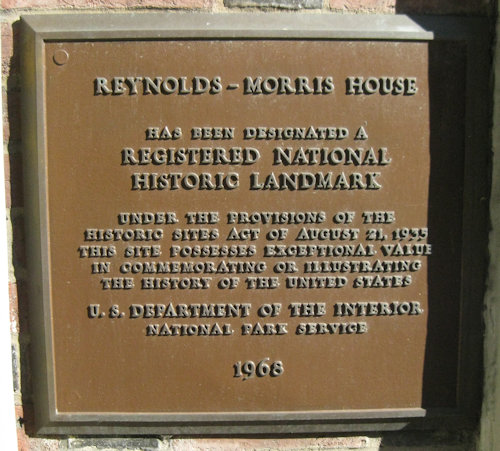 REYNOLDS – MORRIS HOUSE
HAS BEEN DESIGNATED A
REGISTERED NATIONAL
HISTORIC LANDMARK
UNDER THE PROVISIONS OF THE
HISTORIC SITES ACT OF AUGUST 21, 1935
THIS SITE POSSESSES EXCEPTIONAL VALUE
IN COMMEMORATING OR ILLUSTRATING
THE HISTORY OF THE UNITED STATES
U. S. DEPARTMENT OF THE INTERIOR
NATIONAL PARK SERVICE
1968